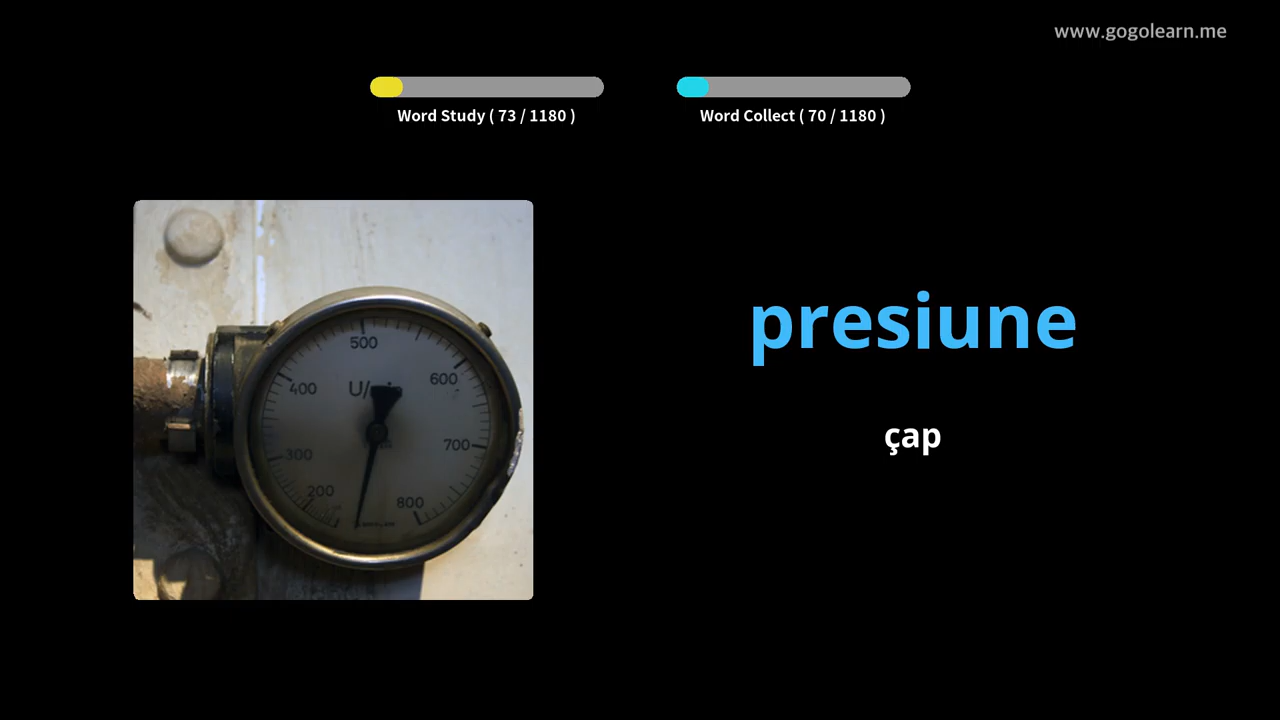 www.gogolearn.me
Word Study ( 73 / 1180 )
Word Collect ( 70 / 1180 )
presiune
çap
500
400
600
U/
300
700
200
800